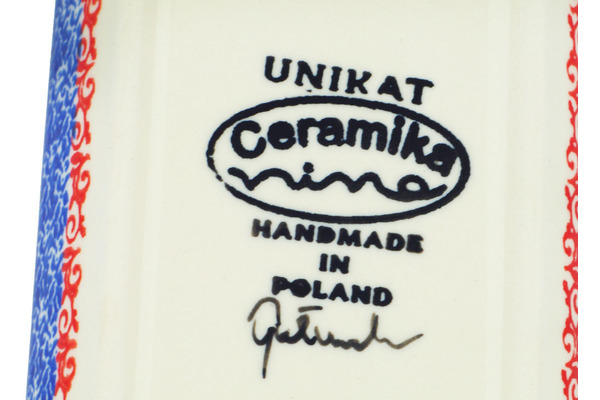 UNIKAT
Ceramika
nina
HANDMADE
IN
POLAND